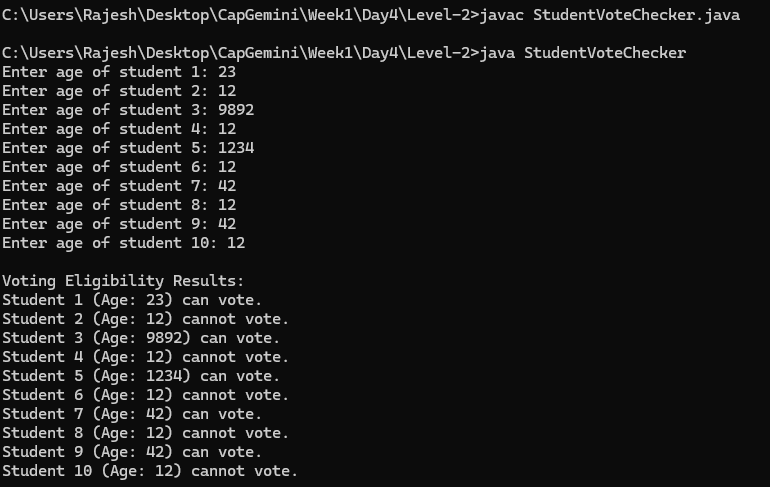 C:\Users\Rajesh\Desktop\CapGemini\Week1\Day4\Level-2>javac StudentVoteChecker.java
C:\Users\Rajesh\Desktop\CapGemini\Week1\Day4\Level-2>java StudentVoteChecker
Enter age of student 1: 23
Enter age of student 2: 12
Enter age of student 3: 9892
Enter age of student 4: 12
Enter age of student 5: 1234
Enter age of student 6: 12
Enter age of student 7: 42
Enter age of student 8: 12
Enter age of student 9: 42
Enter age of student 10: 12
Voting Eligibility Results:
Student 1 (Age: 23) can vote.
Student 2 (Age: 12) cannot vote.
Student 3 (Age: 9892) can vote.
Student 4 (Age: 12) cannot vote.
Student 5 (Age: 1234) can vote.
Student 6 (Age: 12) cannot vote.
Student 7 (Age: 42) can vote.
Student 8 (Age: 12) cannot vote.
Student 9 (Age: 42) can vote.
Student 10 (Age: 12) cannot vote.